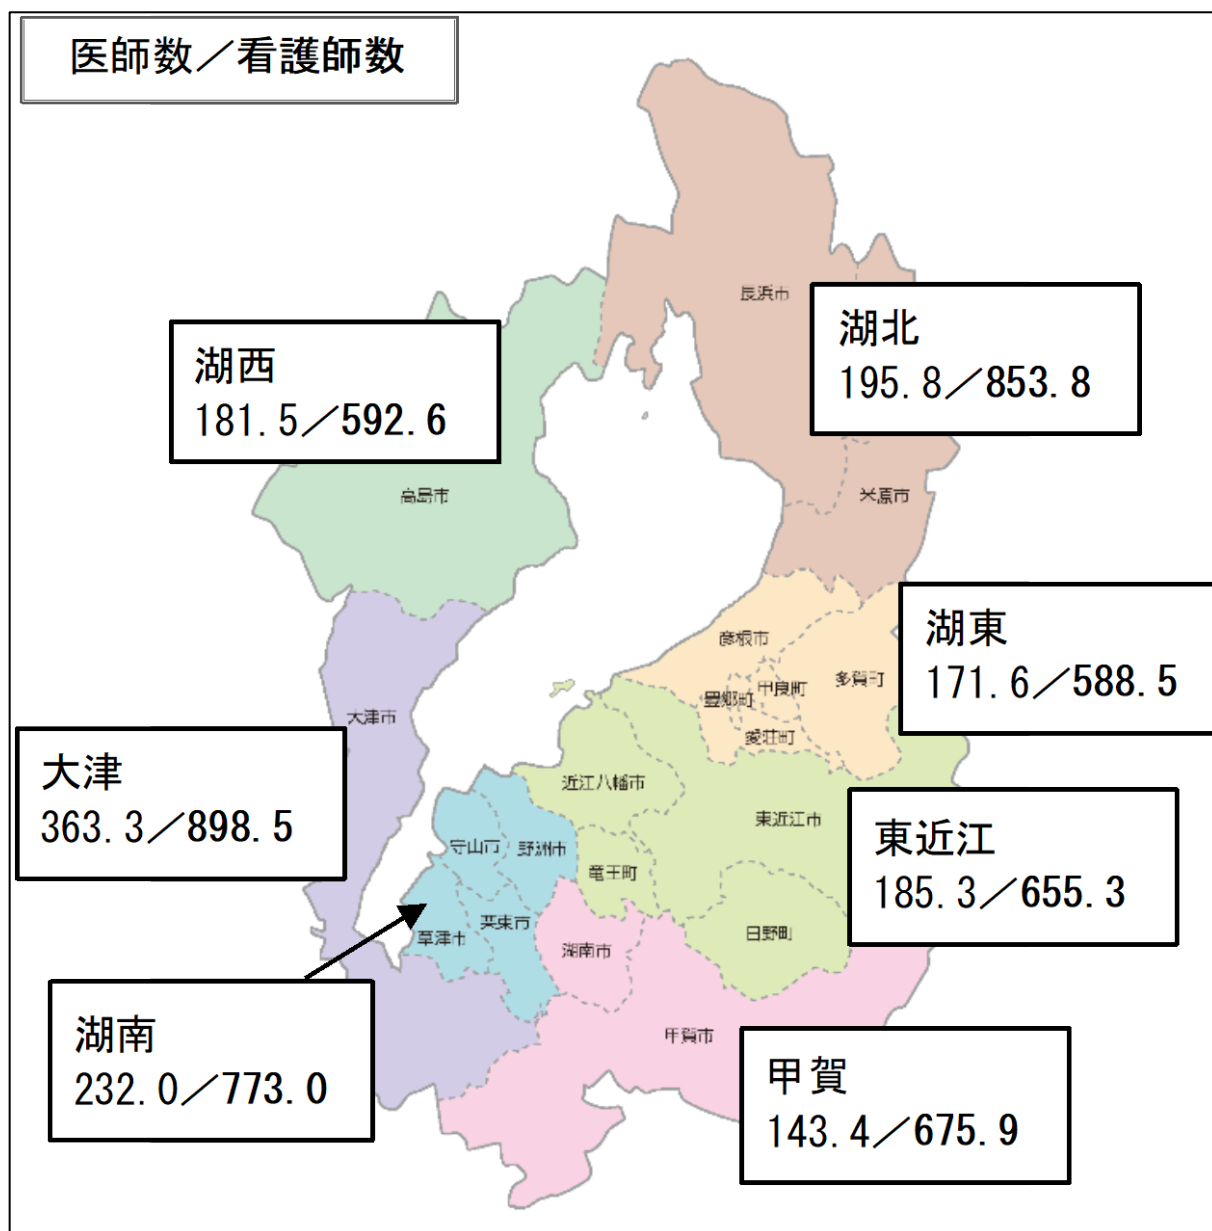 医師数／看護師数
長浜市
湖北
195.8／853.8
湖西
181.5／592.6
高島市
米原市
湖東
171.6／588.5
彦根市
多賀町
甲良町
豊郷町
愛荘町
大津市
大津
363.3／898.5
近江八幡市
東近江市
東近江
185.3／655.3
守山市
野洲市
竜王町
草津市
栗東市
湖南市
日野町
湖南
232.0／773.0
甲賀市
甲賀
143.4／675.9